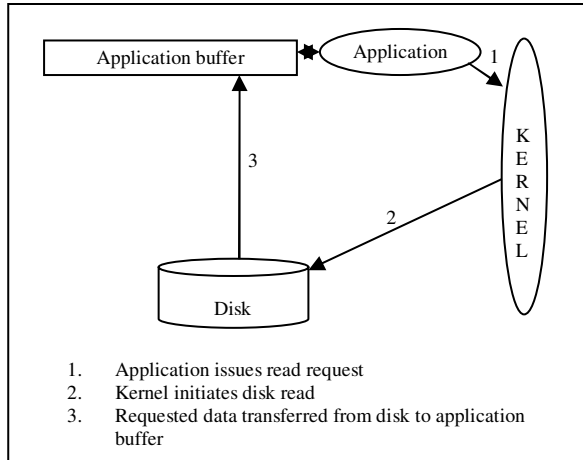 Application buffer
Application
1
KERNEL
3
2
Disk
1. Application issues read request
2. Kernel initiates disk read
3. Requested data transferred from disk to application
buffer